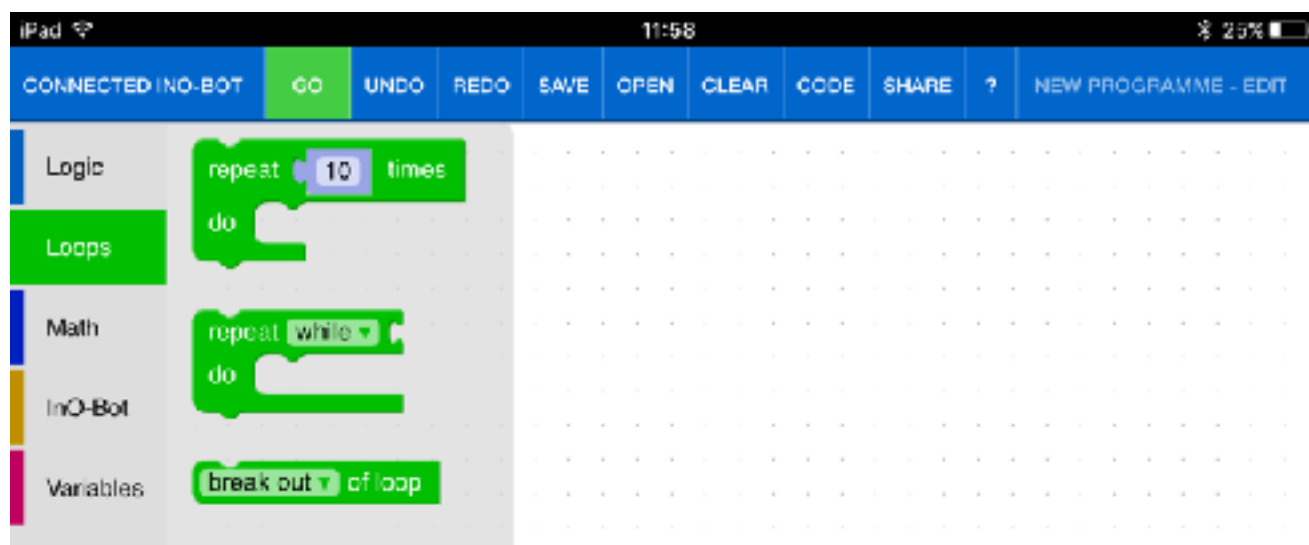 iPad 11:58 25%
CONNECTED INO-BOT GO UNDO REDO SAVE OPEN CLEAR CODE SHARE ? NEW PROGRAMME - EDIT
Logic
Loops
Math
InO-Bot
Variables
repeat 10 times
do
repeat while
do
break out of loop